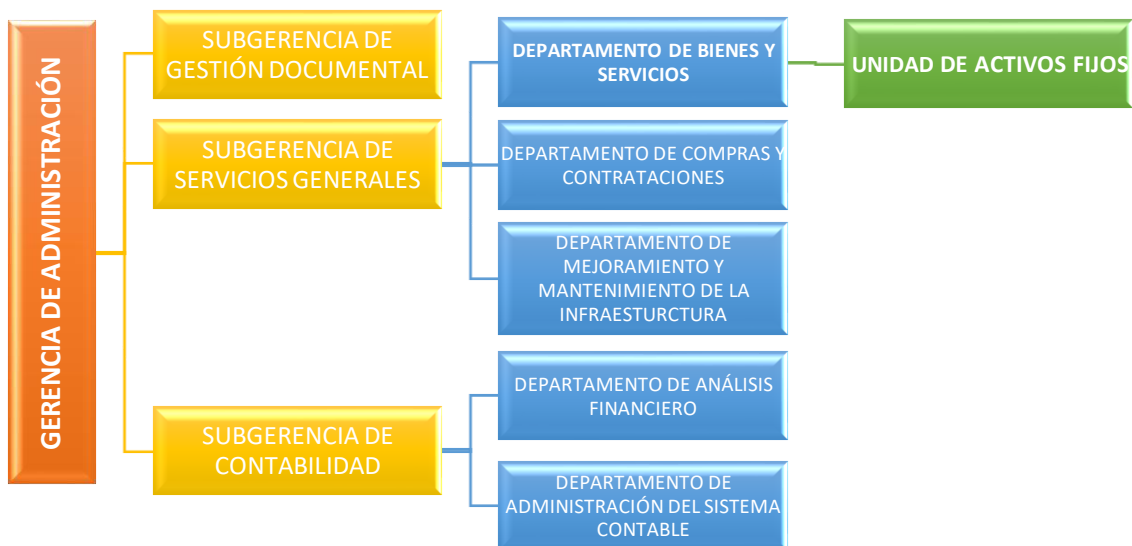 GERENCIA DE ADMINISTRACIÓN
SUBGERENCIA DE
GESTIÓN DOCUMENTAL
SUBGERENCIA DE
SERVICIOS GENERALES
DEPARTAMENTO DE BIENES Y
SERVICIOS
UNIDAD DE ACTIVOS FIJOS
DEPARTAMENTO DE COMPRAS Y
CONTRATACIONES
DEPARTAMENTO DE
MEJORAMIENTO Y
MANTENIMIENTO DE LA
INFRAESTURCTURA
SUBGERENCIA DE
CONTABILIDAD
DEPARTAMENTO DE ANÁLISIS
FINANCIERO
DEPARTAMENTO DE
ADMINISTRACIÓN DEL SISTEMA
CONTABLE